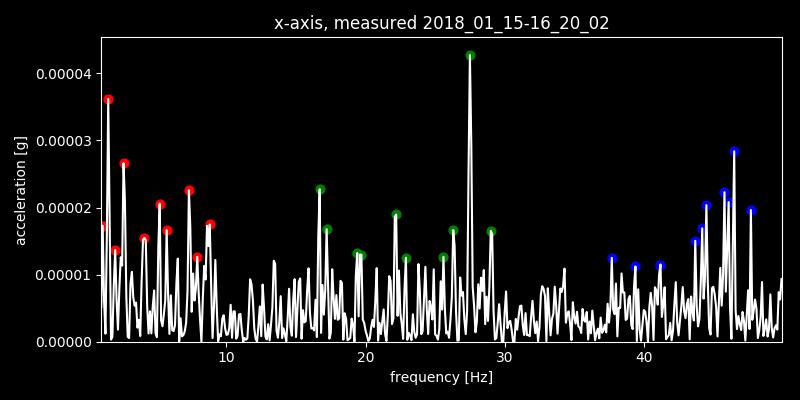 x-axis, measured 2018_01_15-16_20_02
0.00004
0.00003
0.00002
0.00001
0.00000
acceleration [g]
10 20 30 40
frequency [Hz]